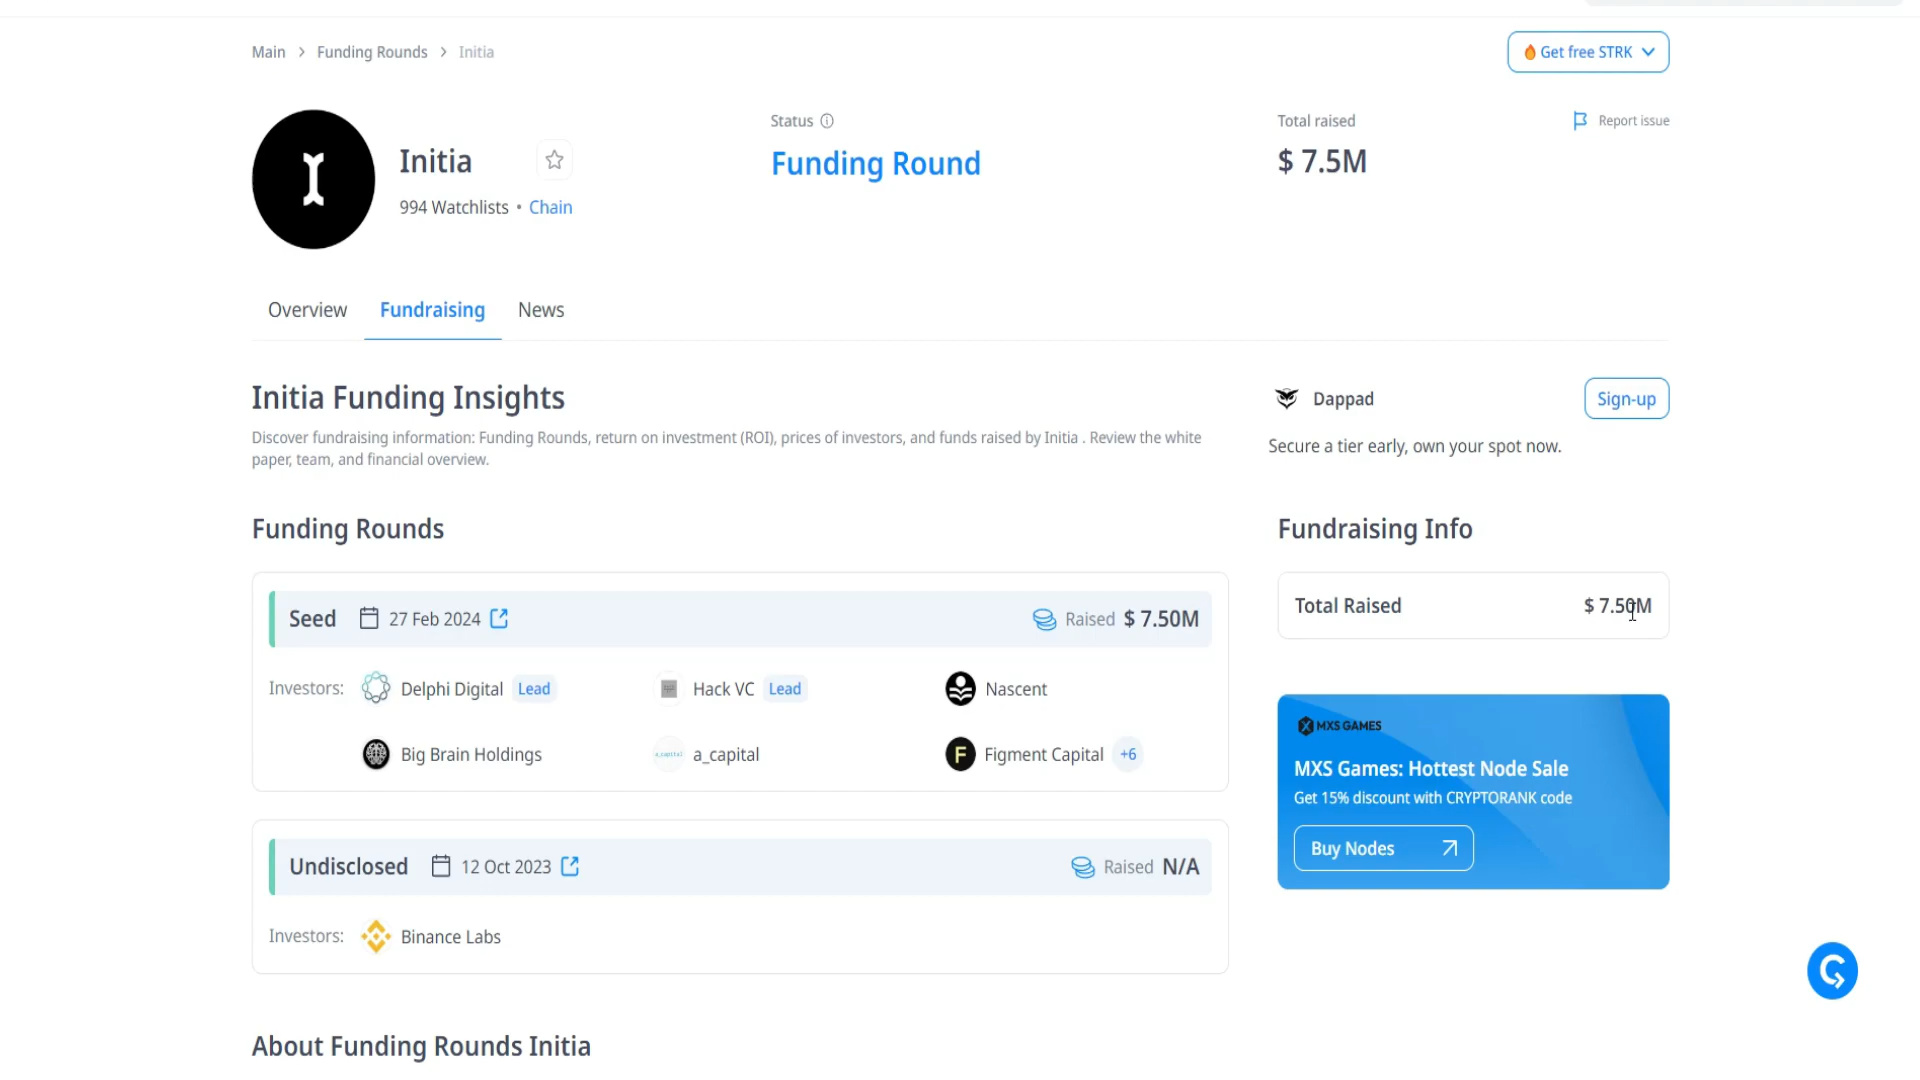 Main > Funding Rounds > Initia
Get free STRK
Initia
994 Watchlists • Chain
Status
Funding Round
Total raised
$ 7.5M
Report issue
Overview Fundraising News
Initia Funding Insights
Discover fundraising information: Funding Rounds, return on investment (ROI), prices of investors, and funds raised by Initia . Review the white
paper, team, and financial overview.
Dappad
Sign-up
Secure a tier early, own your spot now.
Funding Rounds
Seed 27 Feb 2024 Raised $ 7.50M
Investors: Delphi Digital Lead Hack VC Lead Nascent
Big Brain Holdings a_capital a_capital Figment Capital +6
Undisclosed 12 Oct 2023 Raised N/A
Investors: Binance Labs
Fundraising Info
Total Raised $ 7.50M
MXS GAMES
MXS Games: Hottest Node Sale
Get 15% discount with CRYPTORANK code
Buy Nodes
About Funding Rounds Initia